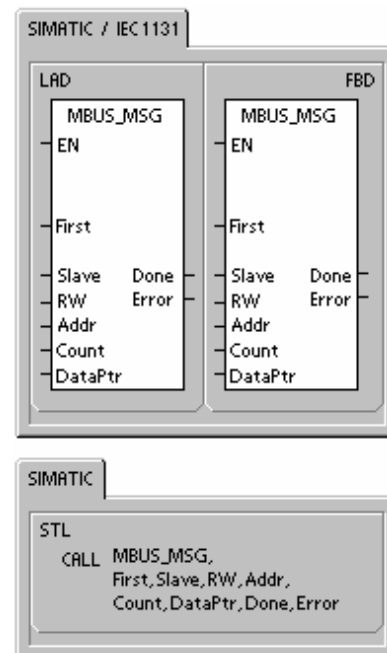 SIMATIC / IEC1131
LAD
FBD
MBUS_MSG
MBUS_MSG
EN
EN
First
First
Slave Done
Slave Done
RW Error
RW Error
Addr
Addr
Count
Count
DataPtr
DataPtr
SIMATIC
STL
CALL MBUS_MSG,
First, Slave, RW, Addr,
Count, DataPtr, Done, Error